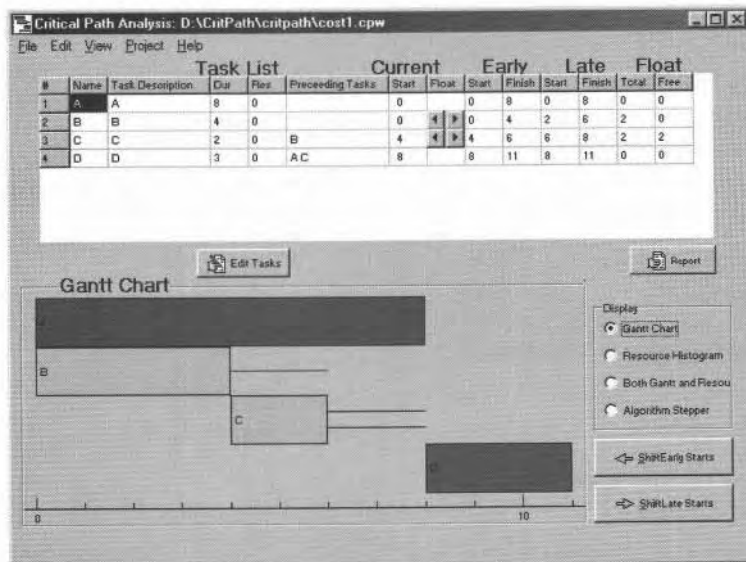 Critical Path Analysis: D:\CritPath\critpath\cost1.cpw
File Edit View Project Help
Task List Current Early Late Float
# Name Task Description Dur Res Preceeding Tasks Start Float Start Finish Start Finish Total Free
1 A A 8 0 0 0 8 0 8 0 0
2 B B 4 0 0 0 4 2 6 2 0
3 C C 2 0 B 4 4 6 6 8 2 2
4 D D 3 0 A C 8 8 11 8 11 0 0
Edit Tasks
Report
Gantt Chart
B
C
0
10
Display
Gantt Chart
Resource Histogram
Both Gantt and Resou
Algorithm Stepper
ShiftEarly Starts
ShiftLate Starts